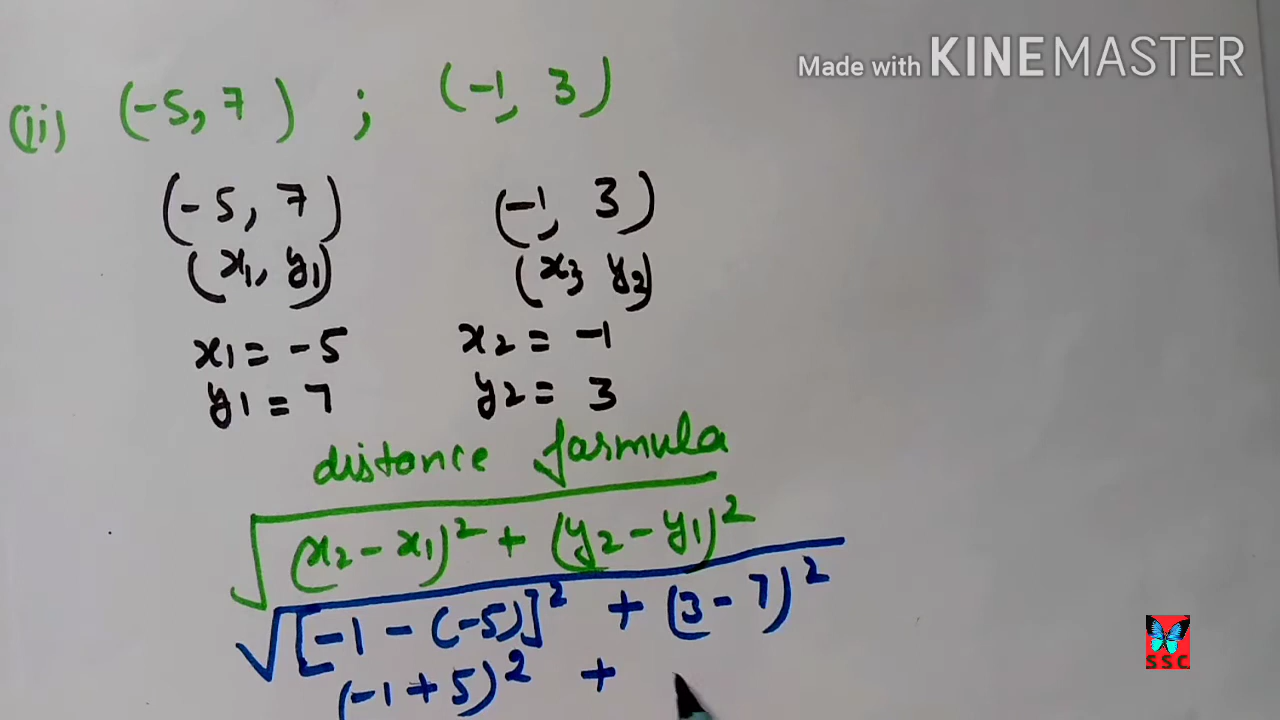 Made with KINEMASTER
(ii) (-5, 7) ; (-1, 3)
(-5, 7) (-1, 3)
(x1, y1) (x2, y2)
x1 = -5 x2 = -1
y1 = 7 y2 = 3
distance formula
√(x2 - x1)² + (y2 - y1)²
√[-1 - (-5)]² + (3 - 7)²
(-1 + 5)² +
SSC